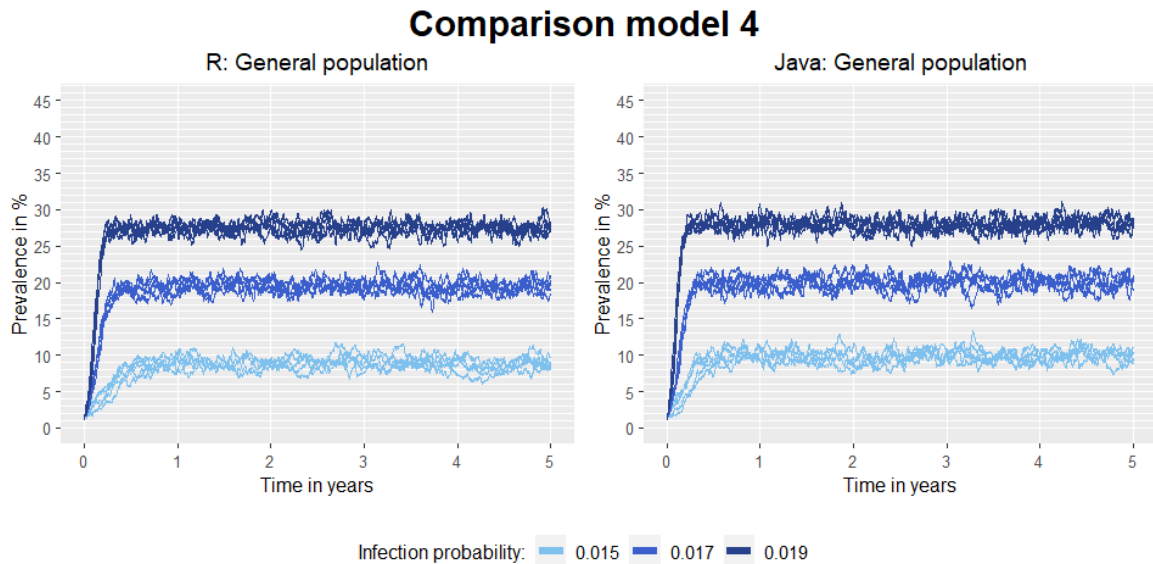 Comparison model 4
R: General population
Java: General population
Prevalence in %
45
40
35
30
25
20
15
10
5
0
0 1 2 3 4 5
Time in years
Prevalence in %
45
40
35
30
25
20
15
10
5
0
0 1 2 3 4 5
Time in years
Infection probability: 0.015 0.017 0.019